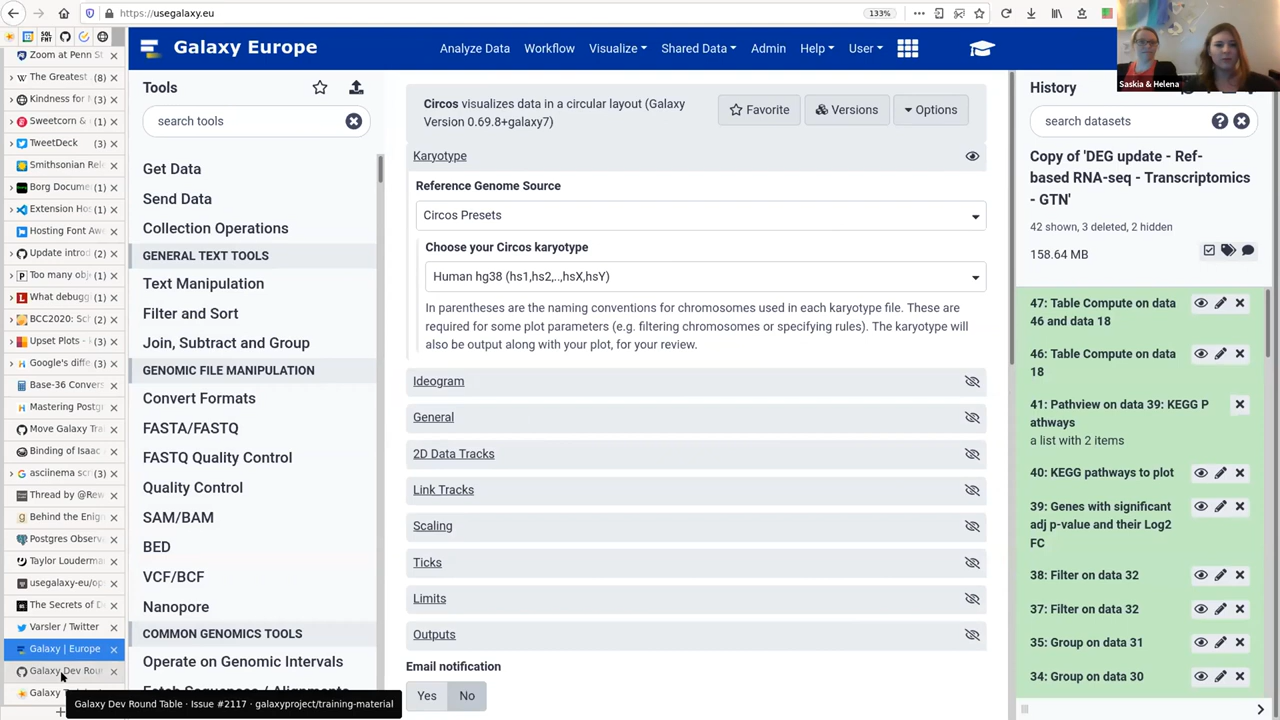 https://usegalaxy.eu
133%
Zoom at Penn St
The Greatest (8)
Kindness for (3)
Sweetcorn & (1)
TweetDeck (3)
Smithsonian Rele
Borg Docume (1)
Extension Ho (1)
Hosting Font Aw
Update introd (2)
Too many obj (1)
What debugg (1)
BCC2020: Sch (2)
Upset Plots - (3)
Google's diffe (1)
Base-36 Convers
Mastering Postg
Move Galaxy Tra
Binding of Isaac
asciinema scr (3)
Thread by @Rew
Behind the Enig
Postgres Observ
Taylor Louderma
usegalaxy-eu/op
The Secrets of D
Varsler / Twitter
Galaxy | Europe
Galaxy Dev Rou
Galaxy
Galaxy Dev Round Table · Issue #2117 · galaxyproject/training-material
Galaxy Europe
Analyze Data
Workflow
Visualize
Shared Data
Admin
Help
User
Saskia & Helena
Tools
search tools
Get Data
Send Data
Collection Operations
GENERAL TEXT TOOLS
Text Manipulation
Filter and Sort
Join, Subtract and Group
GENOMIC FILE MANIPULATION
Convert Formats
FASTA/FASTQ
FASTQ Quality Control
Quality Control
SAM/BAM
BED
VCF/BCF
Nanopore
COMMON GENOMICS TOOLS
Operate on Genomic Intervals
Fetch Sequences / Alignments
Circos visualizes data in a circular layout (Galaxy
Version 0.69.8+galaxy7)
Favorite
Versions
Options
Karyotype
Reference Genome Source
Circos Presets
Choose your Circos karyotype
Human hg38 (hs1,hs2,..,hsX,hsY)
In parentheses are the naming conventions for chromosomes used in each karyotype file. These are
required for some plot parameters (e.g. filtering chromosomes or specifying rules). The karyotype will
also be output along with your plot, for your review.
Ideogram
General
2D Data Tracks
Link Tracks
Scaling
Ticks
Limits
Outputs
Email notification
Yes
No
History
search datasets
Copy of 'DEG update - Ref-
based RNA-seq - Transcriptomics
- GTN'
42 shown, 3 deleted, 2 hidden
158.64 MB
47: Table Compute on data
46 and data 18
46: Table Compute on data
18
41: Pathview on data 39: KEGG P
athways
a list with 2 items
40: KEGG pathways to plot
39: Genes with significant
adj p-value and their Log2
FC
38: Filter on data 32
37: Filter on data 32
35: Group on data 31
34: Group on data 30